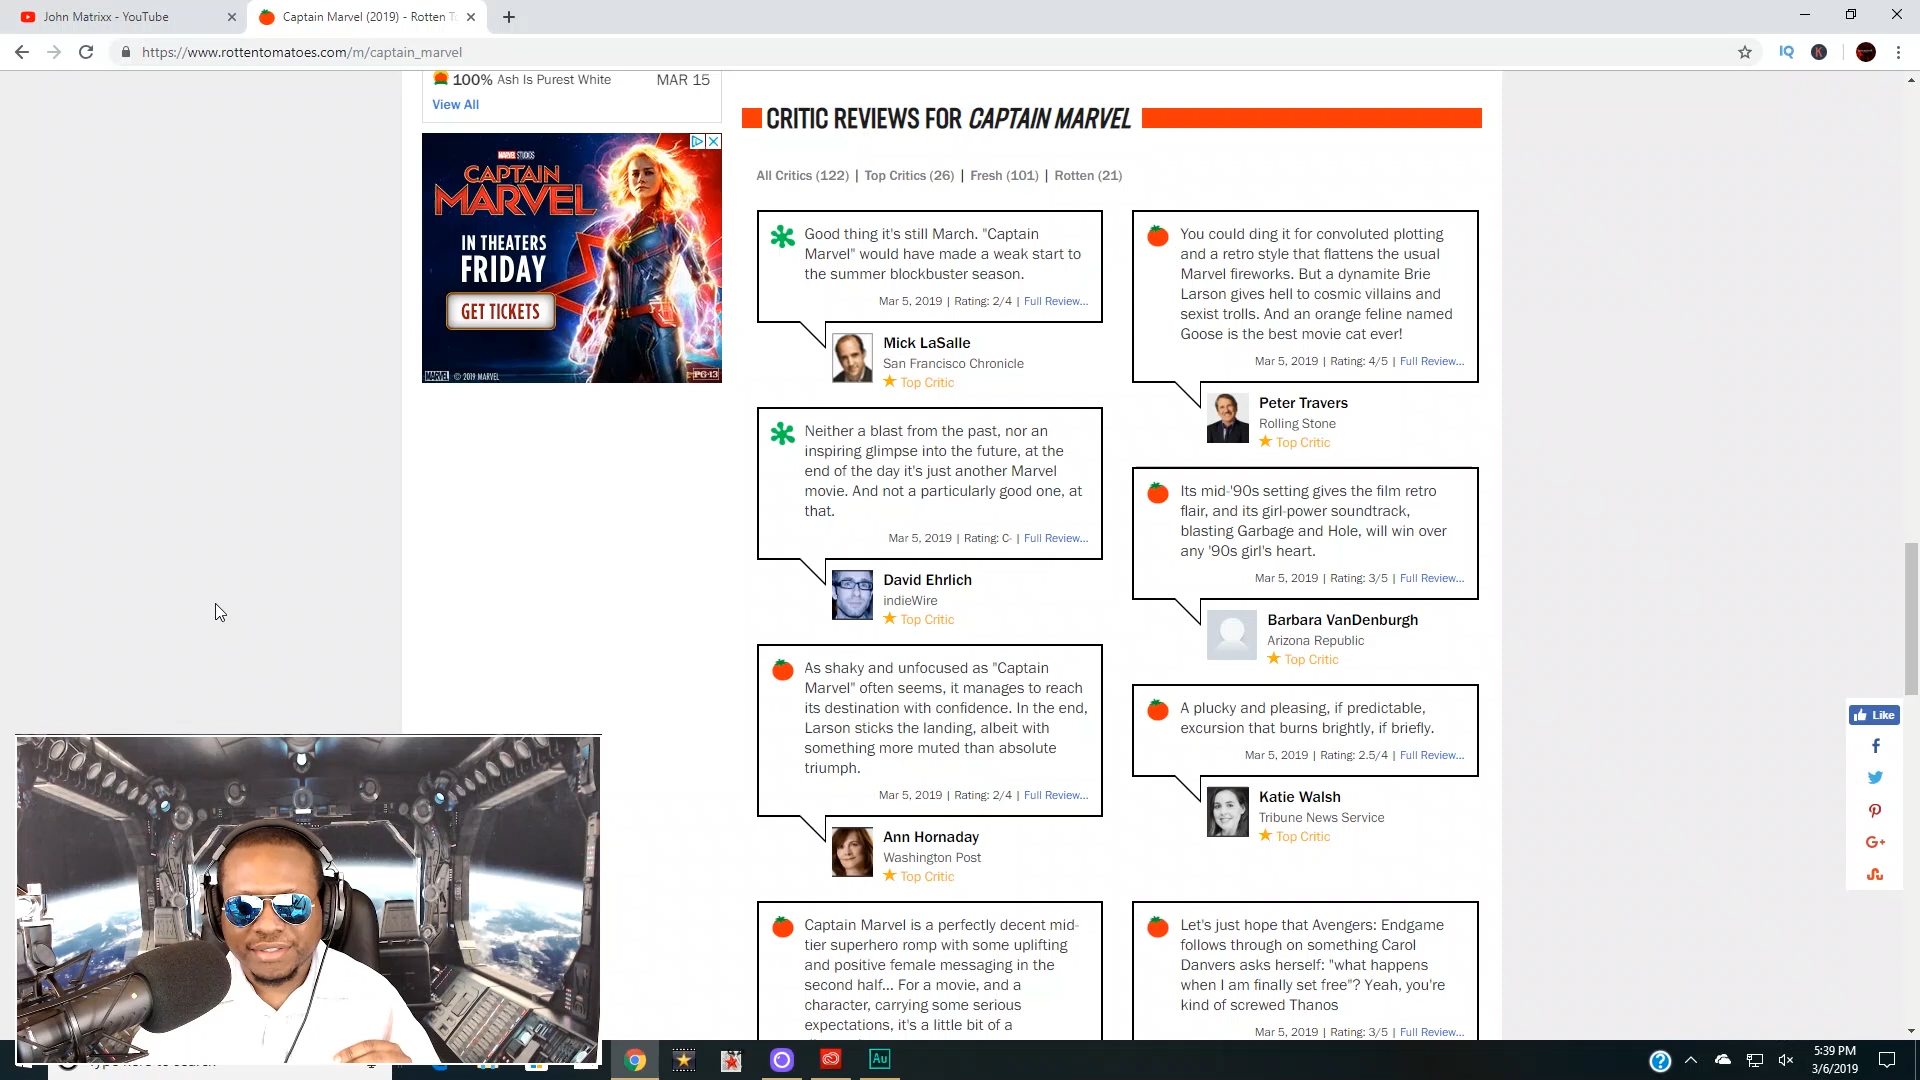 John Matrixx - YouTube
Captain Marvel (2019) - Rotten To
https://www.rottentomatoes.com/m/captain_marvel
IQ
K
100% Ash Is Purest White MAR 15
View All
MARVEL STUDIOS
CAPTAIN
MARVEL
IN THEATERS
FRIDAY
GET TICKETS
MARVEL © 2019 MARVEL
PG-13
CRITIC REVIEWS FOR CAPTAIN MARVEL
All Critics (122) | Top Critics (26) | Fresh (101) | Rotten (21)
Good thing it's still March. "Captain
Marvel" would have made a weak start to
the summer blockbuster season.
Mar 5, 2019 | Rating: 2/4 | Full Review...
Mick LaSalle
San Francisco Chronicle
Top Critic
You could ding it for convoluted plotting
and a retro style that flattens the usual
Marvel fireworks. But a dynamite Brie
Larson gives hell to cosmic villains and
sexist trolls. And an orange feline named
Goose is the best movie cat ever!
Mar 5, 2019 | Rating: 4/5 | Full Review...
Peter Travers
Rolling Stone
Top Critic
Neither a blast from the past, nor an
inspiring glimpse into the future, at the
end of the day it's just another Marvel
movie. And not a particularly good one, at
that.
Mar 5, 2019 | Rating: C- | Full Review...
David Ehrlich
indieWire
Top Critic
Its mid-'90s setting gives the film retro
flair, and its girl-power soundtrack,
blasting Garbage and Hole, will win over
any '90s girl's heart.
Mar 5, 2019 | Rating: 3/5 | Full Review...
Barbara VanDenburgh
Arizona Republic
Top Critic
As shaky and unfocused as "Captain
Marvel" often seems, it manages to reach
its destination with confidence. In the end,
Larson sticks the landing, albeit with
something more muted than absolute
triumph.
Mar 5, 2019 | Rating: 2/4 | Full Review...
Ann Hornaday
Washington Post
Top Critic
A plucky and pleasing, if predictable,
excursion that burns brightly, if briefly.
Mar 5, 2019 | Rating: 2.5/4 | Full Review...
Katie Walsh
Tribune News Service
Top Critic
Captain Marvel is a perfectly decent mid-
tier superhero romp with some uplifting
and positive female messaging in the
second half... For a movie, and a
character, carrying some serious
expectations, it's a little bit of a
Let's just hope that Avengers: Endgame
follows through on something Carol
Danvers asks herself: "what happens
when I am finally set free"? Yeah, you're
kind of screwed Thanos
Mar 5, 2019 | Rating: 3/5 | Full Review...
Like
G+
Au
5:39 PM
3/6/2019